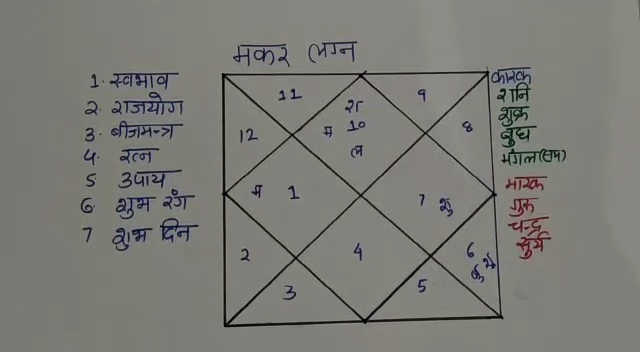 मकर लग्न
1. स्वभाव
2. राजयोग
3. बीजमन्त्र
4. रत्न
5 उपाय
6. शुभ रंग
7 शुभ दिन
11
9
श
म 10
ल
12
8
म 1
7 शु
2
4
6
3
5
कारक
शनि
शुक्र
बुध
मंगल(सम)
मारक
गुरु
चन्द्र
सूर्य